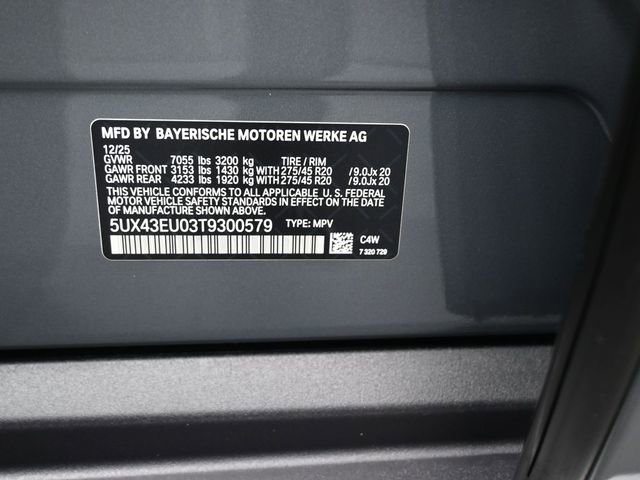 MFD BY BAYERISCHE MOTOREN WERKE AG
12/25
GVWR 7055 lbs 3200 kg TIRE / RIM
GAWR FRONT 3153 lbs 1430 kg WITH 275/45 R20 / 9.0Jx 20
GAWR REAR 4233 lbs 1920 kg WITH 275/45 R20 / 9.0Jx 20
THIS VEHICLE CONFORMS TO ALL APPLICABLE U. S. FEDERAL
MOTOR VEHICLE SAFETY STANDARDS IN EFFECT ON THE DATE
OF MANUFACTURE SHOWN ABOVE.
5UX43EU03T9300579 TYPE: MPV
C4W
7 320 729